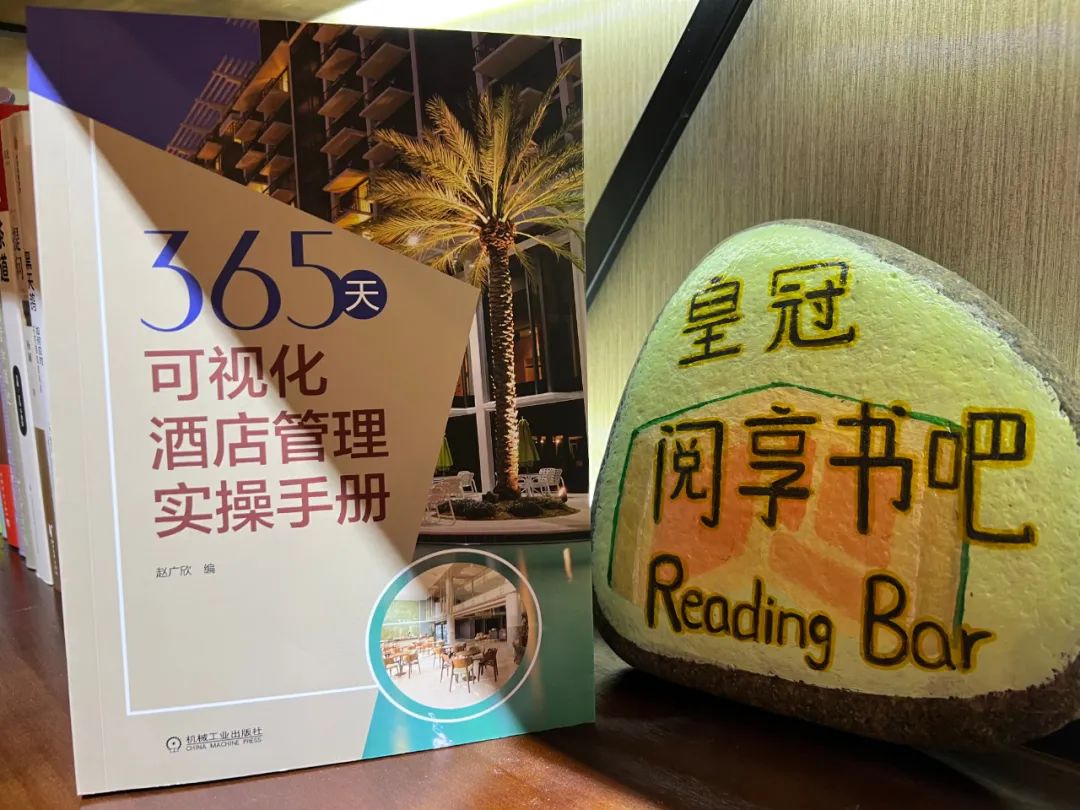 365天
可视化
酒店管理
实操手册
赵广欣 编
机械工业出版社
CHINA MACHINE PRESS
皇冠
阅享书吧
Reading Bar